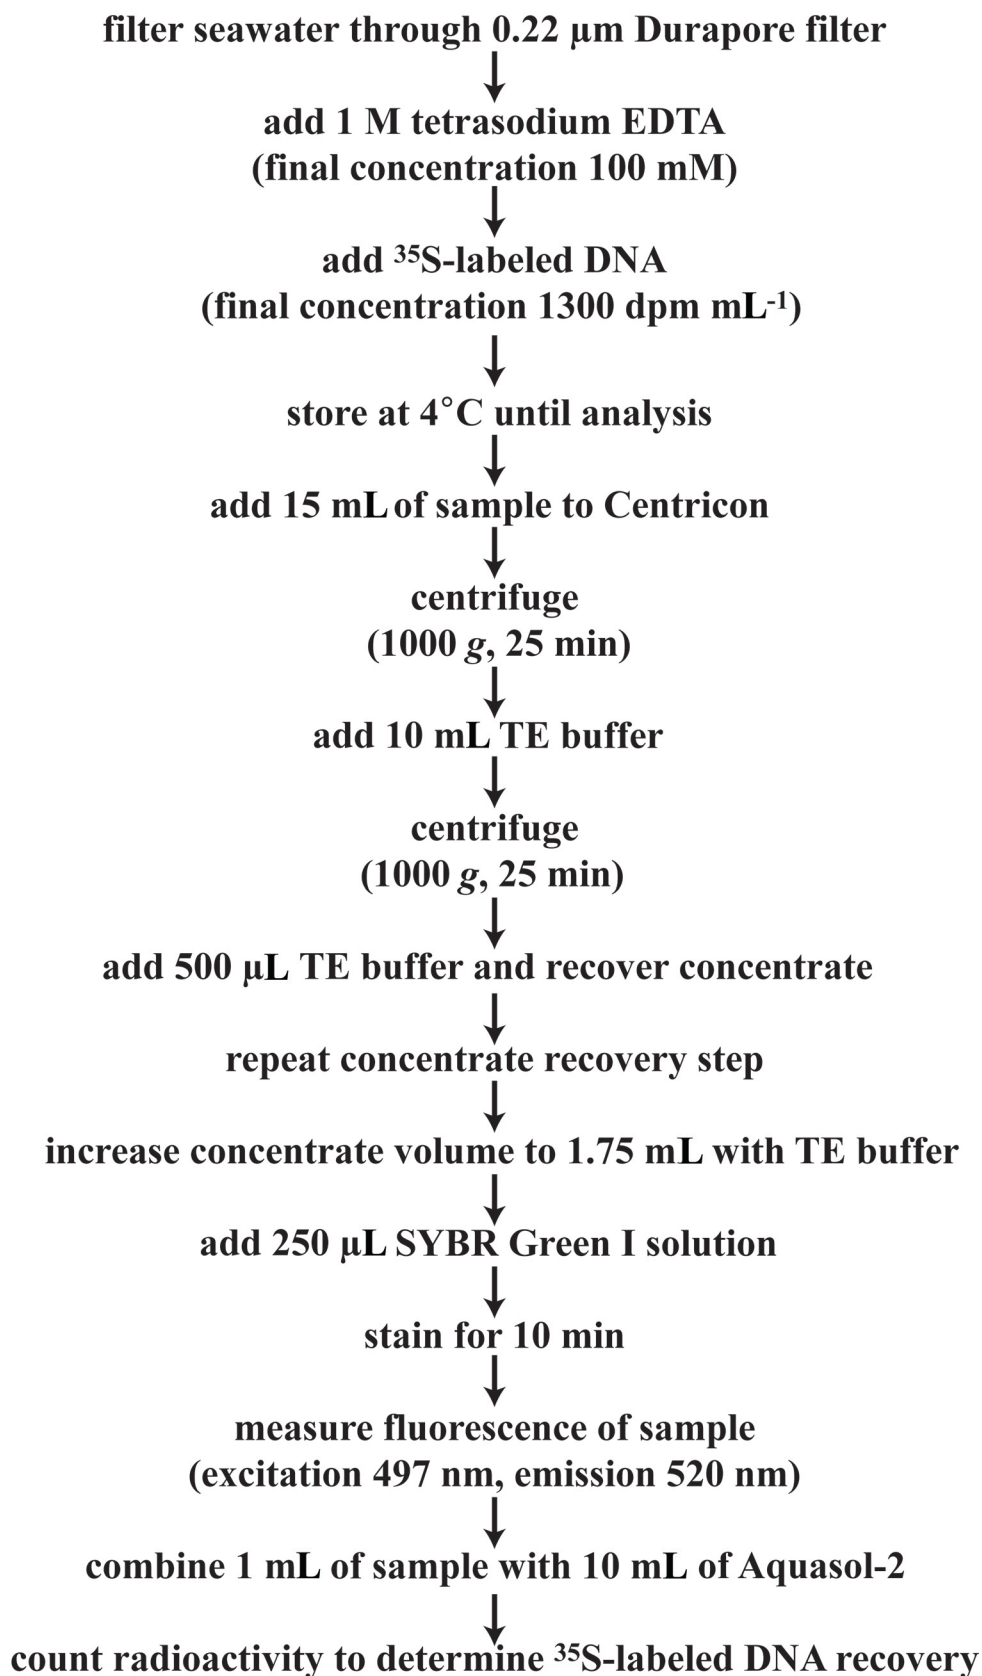 filter seawater through 0.22 µm Durapore filter
add 1 M tetrasodium EDTA
(final concentration 100 mM)
add ³⁵S-labeled DNA
(final concentration 1300 dpm mL⁻¹)
store at 4°C until analysis
add 15 mL of sample to Centricon
centrifuge
(1000 g, 25 min)
add 10 mL TE buffer
centrifuge
(1000 g, 25 min)
add 500 µL TE buffer and recover concentrate
repeat concentrate recovery step
increase concentrate volume to 1.75 mL with TE buffer
add 250 µL SYBR Green I solution
stain for 10 min
measure fluorescence of sample
(excitation 497 nm, emission 520 nm)
combine 1 mL of sample with 10 mL of Aquasol-2
count radioactivity to determine ³⁵S-labeled DNA recovery